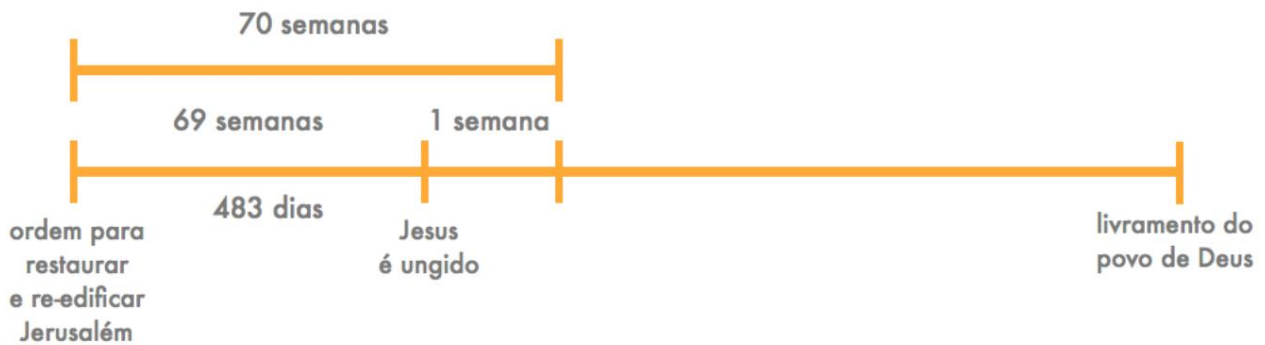 70 semanas
69 semanas
1 semana
483 dias
ordem para
restaurar
e re-edificar
Jerusalém
Jesus
é ungido
livramento do
povo de Deus